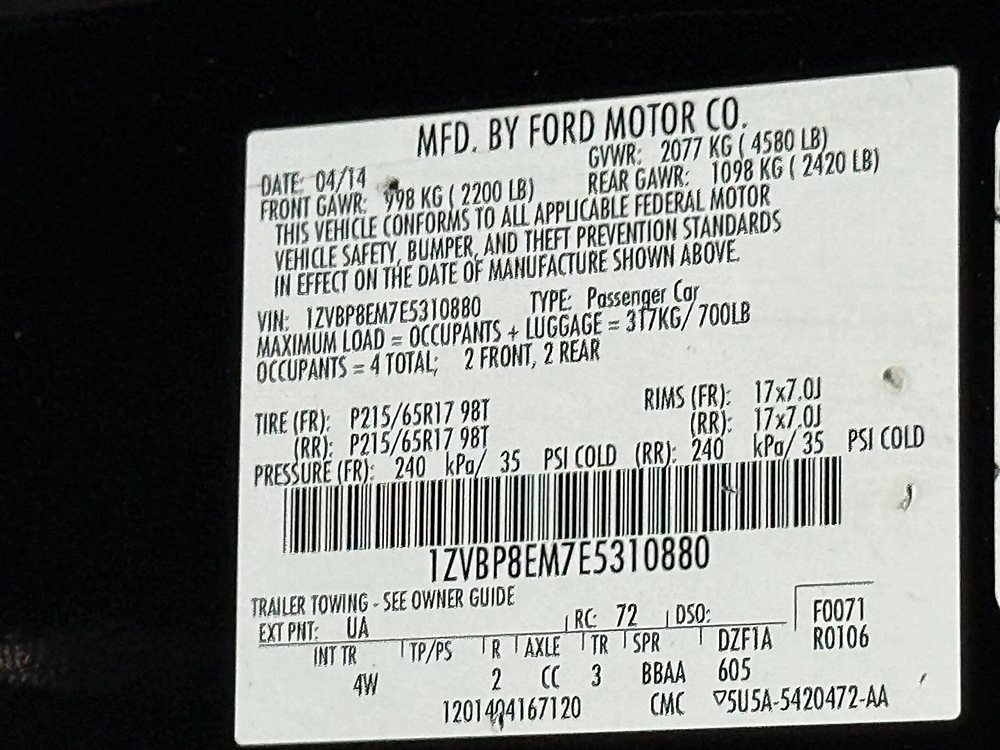 MFD. BY FORD MOTOR CO.
DATE: 04/14 GVWR: 2077 KG ( 4580 LB)
FRONT GAWR: 998 KG ( 2200 LB) REAR GAWR: 1098 KG ( 2420 LB)
THIS VEHICLE CONFORMS TO ALL APPLICABLE FEDERAL MOTOR
VEHICLE SAFETY, BUMPER, AND THEFT PREVENTION STANDARDS
IN EFFECT ON THE DATE OF MANUFACTURE SHOWN ABOVE.
VIN: 1ZVBP8EM7E5310880 TYPE: Passenger Car
MAXIMUM LOAD = OCCUPANTS + LUGGAGE = 317KG/ 700LB
OCCUPANTS = 4 TOTAL; 2 FRONT, 2 REAR
TIRE (FR): P215/65R17 98T RIMS (FR): 17x7.0J
(RR): P215/65R17 98T (RR): 17x7.0J
PRESSURE (FR): 240 kPa/ 35 PSI COLD (RR): 240 kPa/ 35 PSI COLD
1ZVBP8EM7E5310880
TRAILER TOWING - SEE OWNER GUIDE
EXT PNT: UA RC: 72 DSO: F0071
INT TR TP/PS R AXLE TR SPR DZF1A R0106
4W 2 CC 3 BBAA 605
1201404167120 CMC ▽5U5A-5420472-AA